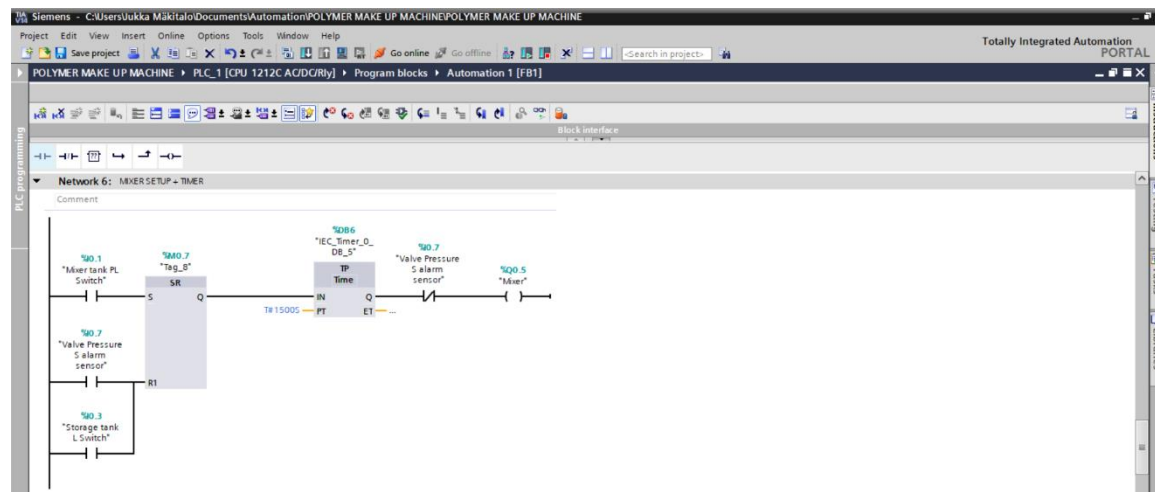 Siemens - C:\Users\Jukka Mäkitalo\Documents\Automation\POLYMER MAKE UP MACHINE\POLYMER MAKE UP MACHINE
Project Edit View Insert Online Options Tools Window Help
Totally Integrated Automation
PORTAL
Save project Go online Go offline <Search in project>
POLYMER MAKE UP MACHINE ▸ PLC_1 [CPU 1212C AC/DC/Rly] ▸ Program blocks ▸ Automation 1 [FB1]
Block interface
PLC programming
Network 6: MIXER SETUP + TIMER
Comment
%DB6
"IEC_Timer_0_
DB_5"
TP
Time
IN Q
T#1500S PT ET ...
%I0.1
"Mixer tank PL
Switch"
%M0.7
"Tag_8"
SR
S Q
R1
%I0.7
"Valve Pressure
S alarm
sensor"
%Q0.5
"Mixer"
%I0.7
"Valve Pressure
S alarm
sensor"
%I0.3
"Storage tank
L Switch"